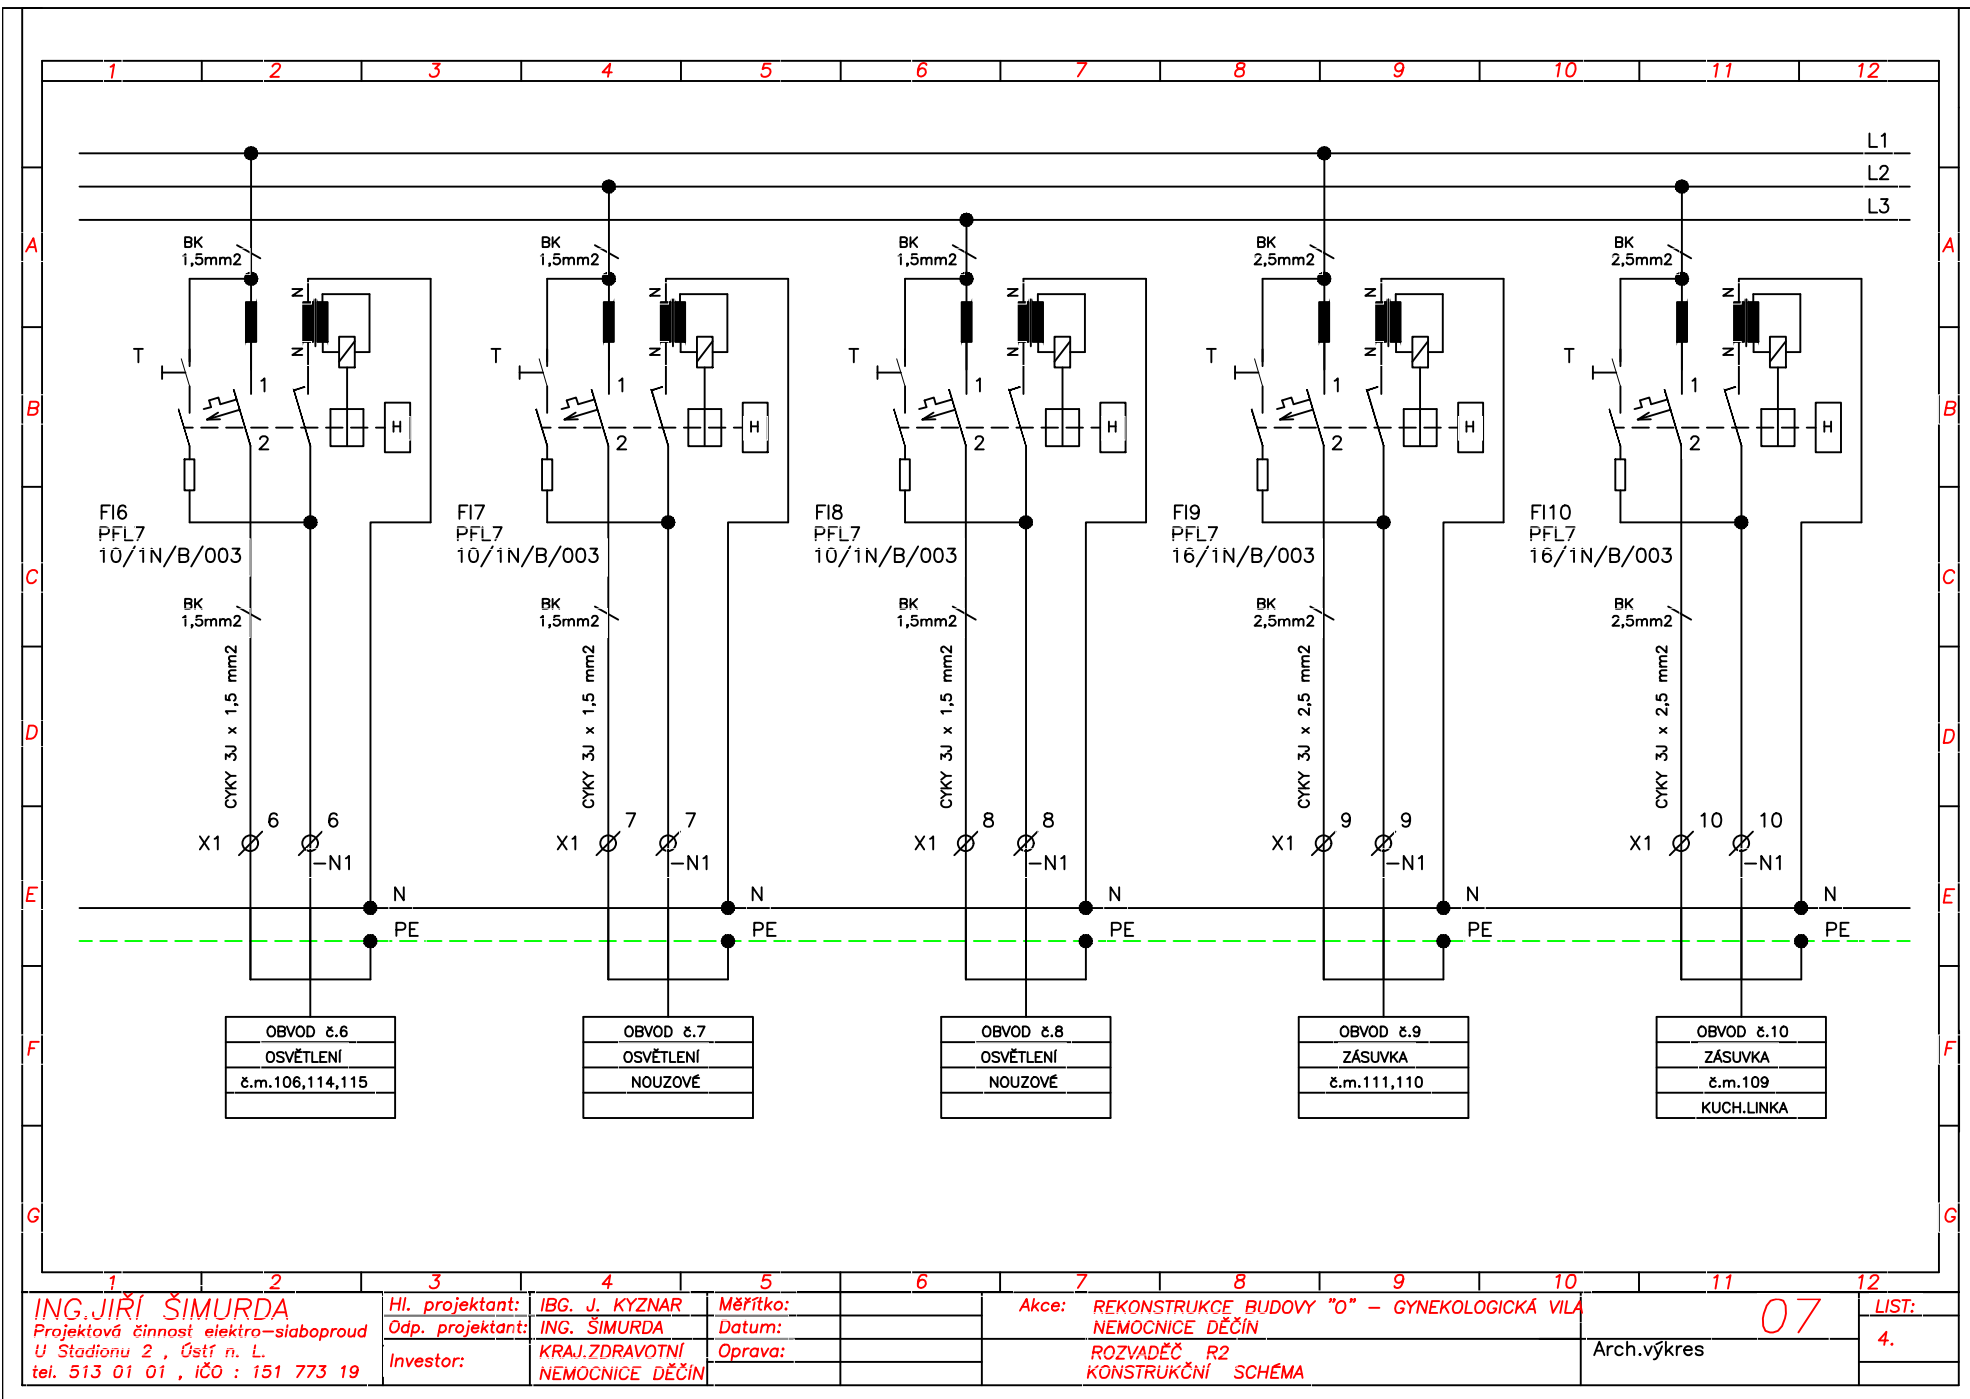 1 2 3 4 5 6 7 8 9 10 11 12
L1
L2
L3
A A
BK BK BK BK BK
1,5mm2 1,5mm2 1,5mm2 2,5mm2 2,5mm2
N N N N N
N N N N N
T T T T T
1 1 1 1 1
B B
H H H H H
2 2 2 2 2
FI6 FI7 FI8 FI9 FI10
PFL7 PFL7 PFL7 PFL7 PFL7
10/1N/B/003 10/1N/B/003 10/1N/B/003 16/1N/B/003 16/1N/B/003
C C
BK BK BK BK BK
1,5mm2 1,5mm2 1,5mm2 2,5mm2 2,5mm2
CYKY 3J x 1,5 mm2 CYKY 3J x 1,5 mm2 CYKY 3J x 1,5 mm2 CYKY 3J x 2,5 mm2 CYKY 3J x 2,5 mm2
D D
6 6 7 7 8 8 9 9 10 10
X1 X1 X1 X1 X1
-N1 -N1 -N1 -N1 -N1
E E
N N N N N
PE PE PE PE PE
F F
OBVOD č.6
OSVĚTLENÍ
č.m.106,114,115
OBVOD č.7
OSVĚTLENÍ
NOUZOVÉ
OBVOD č.8
OSVĚTLENÍ
NOUZOVÉ
OBVOD č.9
ZÁSUVKA
č.m.111,110
OBVOD č.10
ZÁSUVKA
č.m.109
KUCH.LINKA
G G
1 2 3 4 5 6 7 8 9 10 11 12
ING.JIŘÍ ŠIMURDA
Projektová činnost elektro-slaboproud
U Stadionu 2 , Ústí n. L.
tel. 513 01 01 , IČO : 151 773 19
Hl. projektant: IBG. J. KYZNAR
Odp. projektant: ING. ŠIMURDA
Investor: KRAJ.ZDRAVOTNÍ
NEMOCNICE DĚČÍN
Měřítko:
Datum:
Oprava:
Akce: REKONSTRUKCE BUDOVY "O" - GYNEKOLOGICKÁ VILA
NEMOCNICE DĚČÍN
ROZVADĚČ R2
KONSTRUKČNÍ SCHÉMA
07
Arch.výkres
LIST:
4.